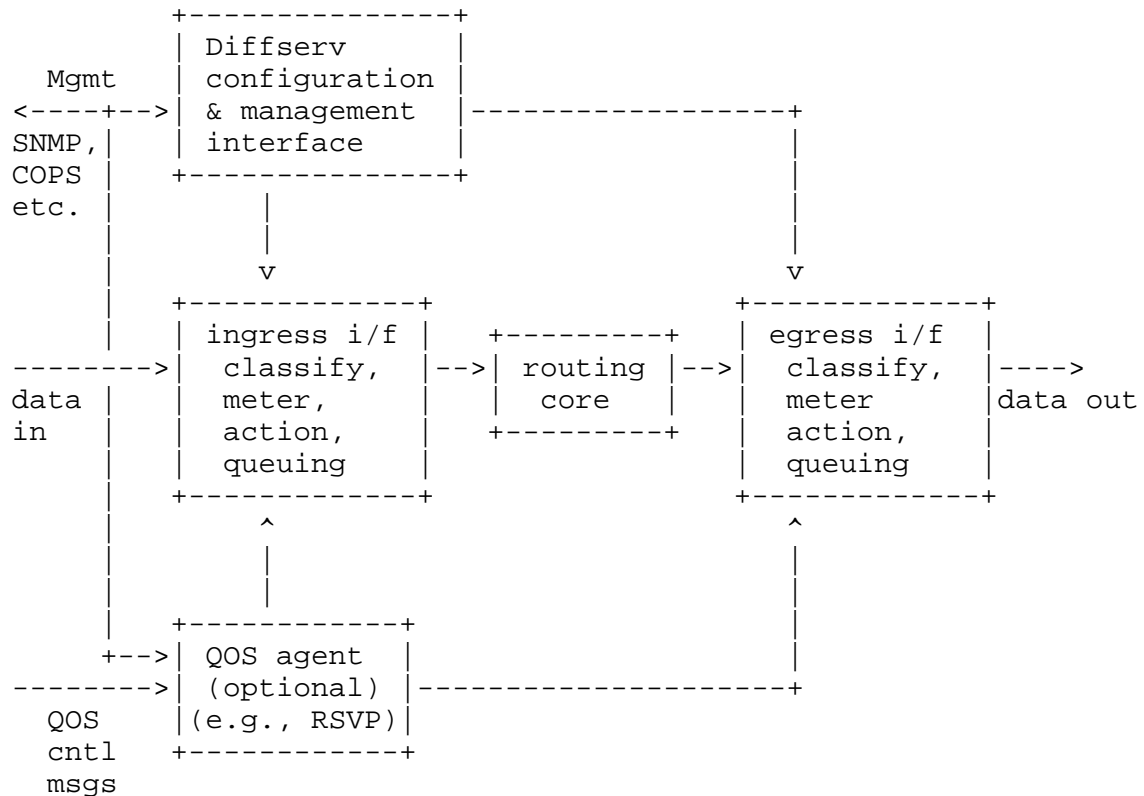 Diffserv
Mgmt configuration
& management
SNMP, interface
COPS
etc.
ingress i/f egress i/f
classify, routing classify,
data meter, core meter data out
in action, action,
queuing queuing
QOS agent
(optional)
QOS (e.g., RSVP)
cntl
msgs